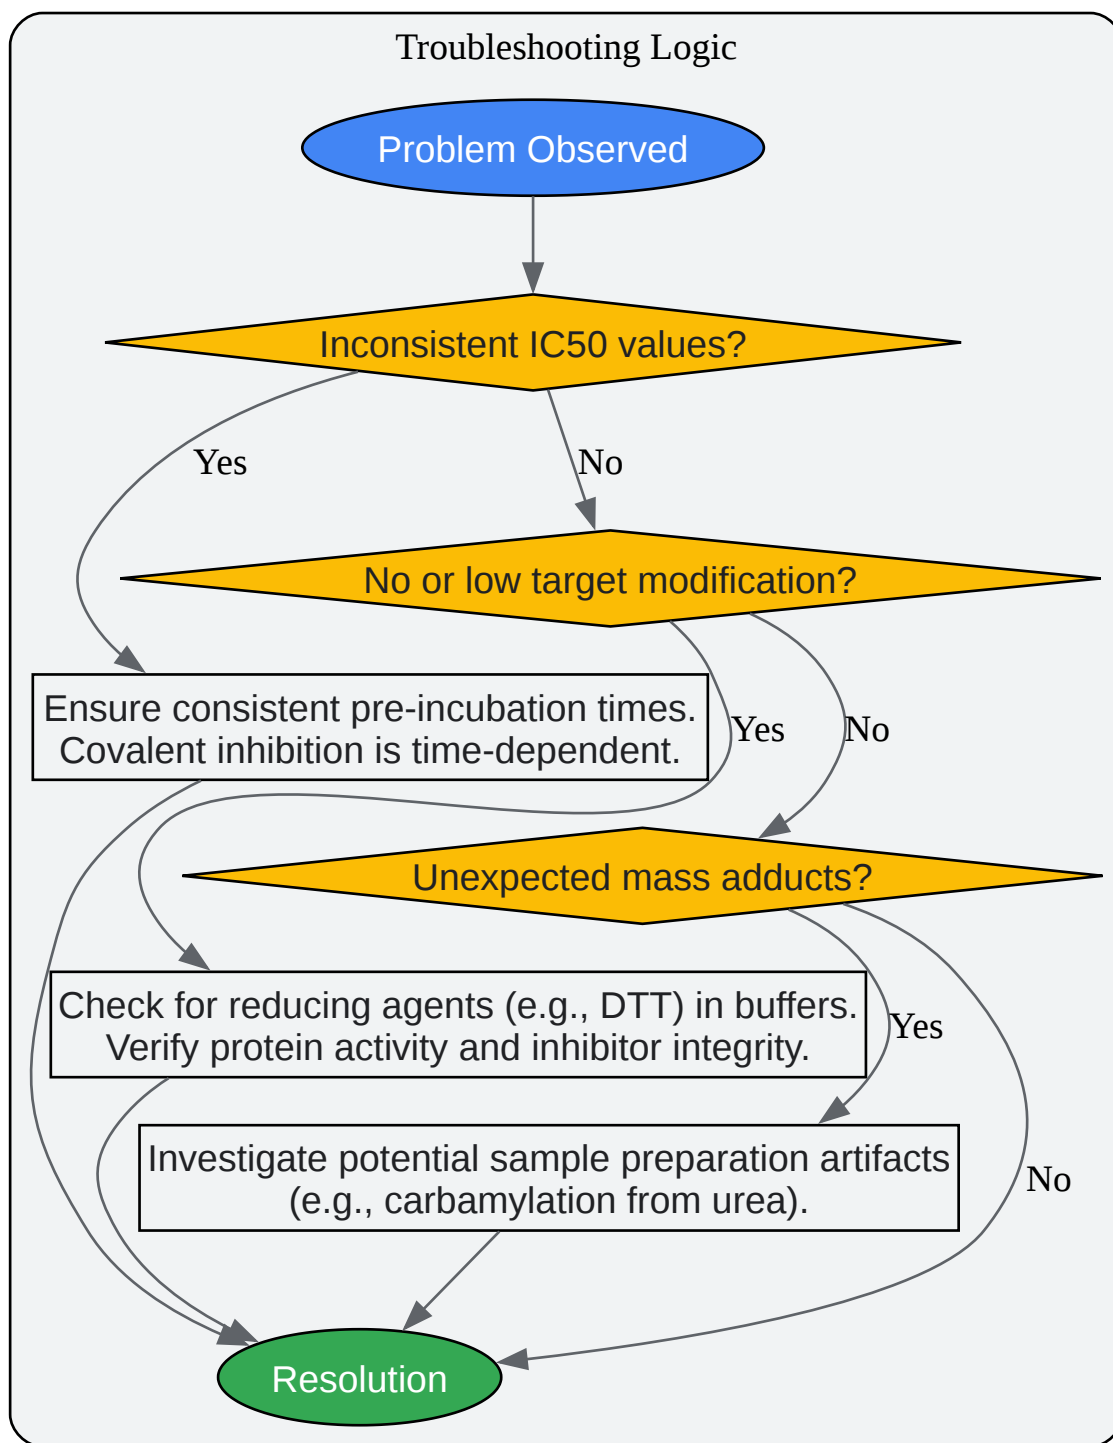 Troubleshooting Logic
Problem Observed
Inconsistent IC50 values?
Yes
No
No or low target modification?
Ensure consistent pre-incubation times.
Covalent inhibition is time-dependent.
Yes
No
Unexpected mass adducts?
Check for reducing agents (e.g., DTT) in buffers.
Verify protein activity and inhibitor integrity.
Yes
Investigate potential sample preparation artifacts
(e.g., carbamylation from urea).
No
Resolution